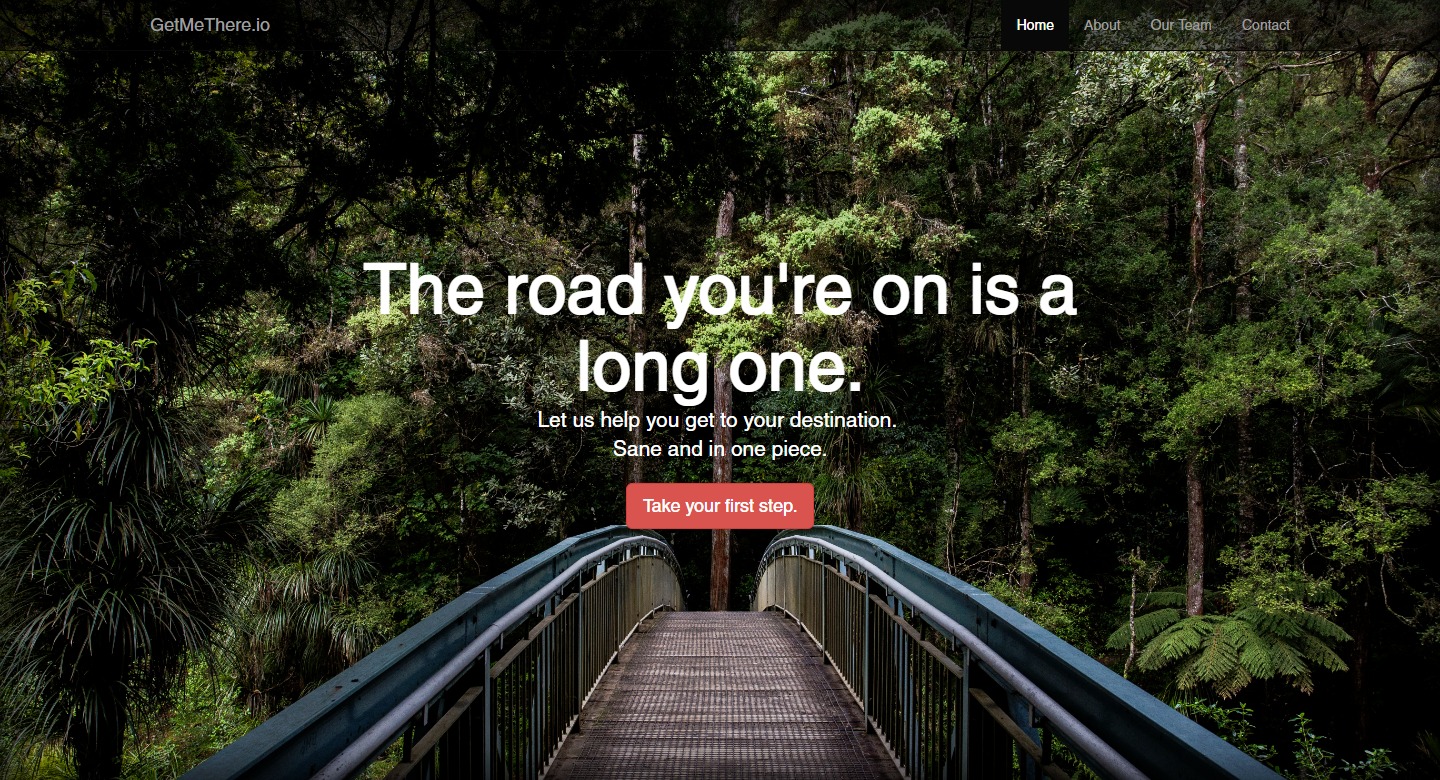 GetMeThere.io
Home About Our Team Contact
The road you're on is a
long one.
Let us help you get to your destination.
Sane and in one piece.
Take your first step.